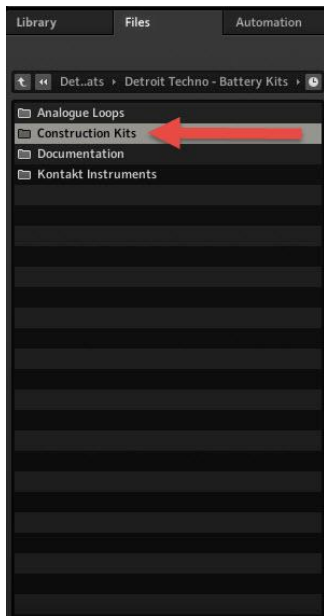 Library Files Automation
Det..ats › Detroit Techno - Battery Kits ›
Analogue Loops
Construction Kits
Documentation
Kontakt Instruments